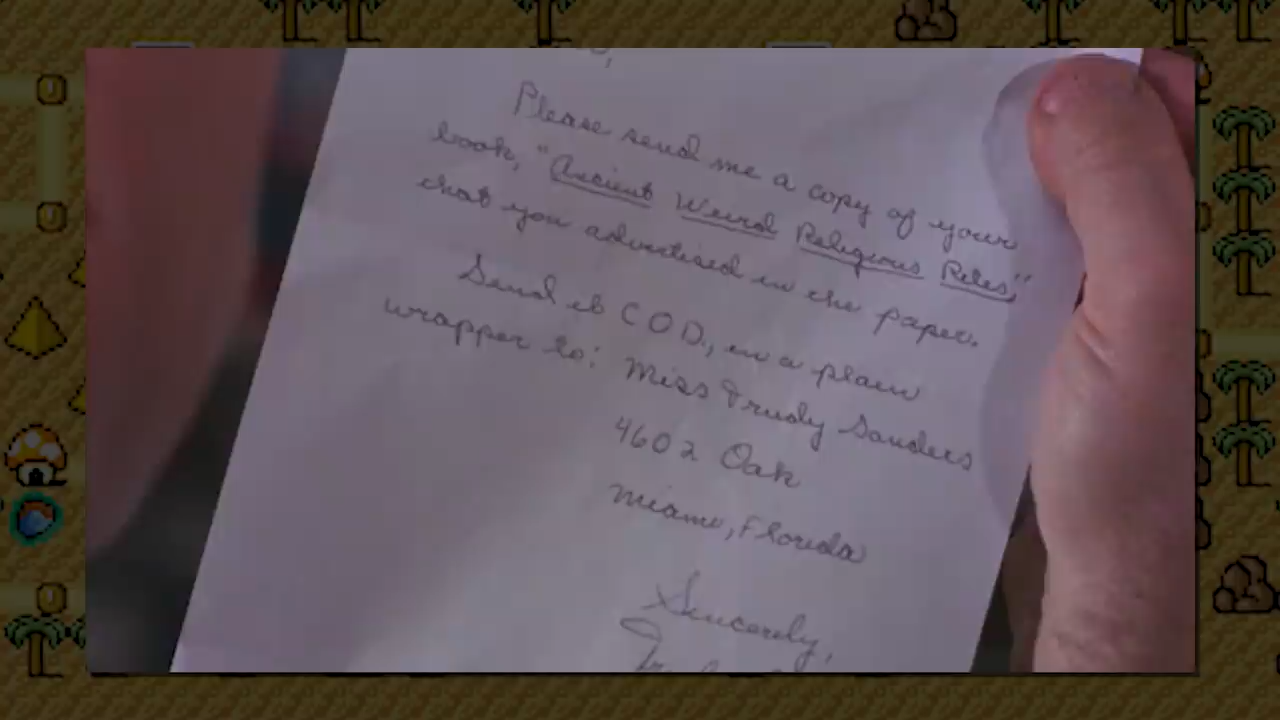 Please send me a copy of your
book, "Ancient Weird Religious Rites,"
that you advertised in the paper.
Send it C O D., in a plain
wrapper to: Miss Trudy Sanders
4602 Oak
Miami, Florida
Sincerely,